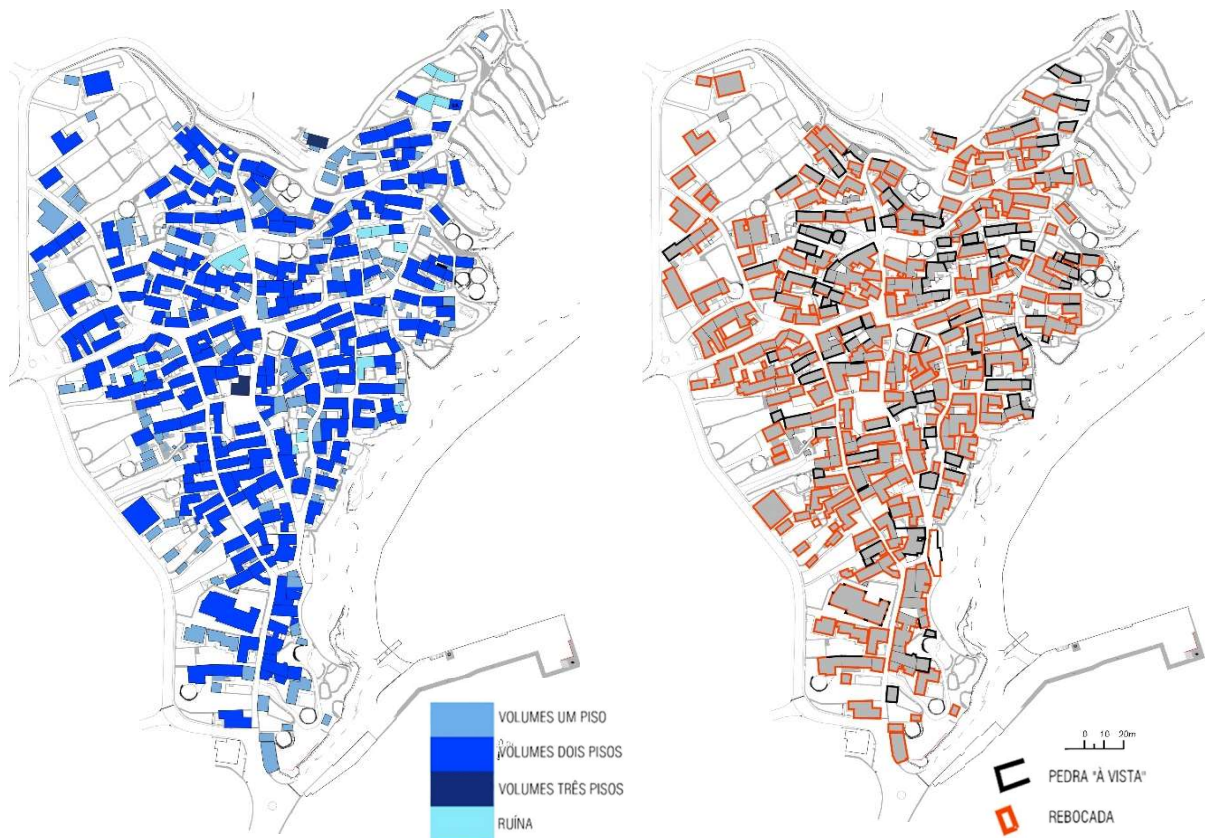 VOLUMES UM PISO
VOLUMES DOIS PISOS
VOLUMES TRÊS PISOS
RUÍNA
0 10 20m
PEDRA "À VISTA"
REBOCADA